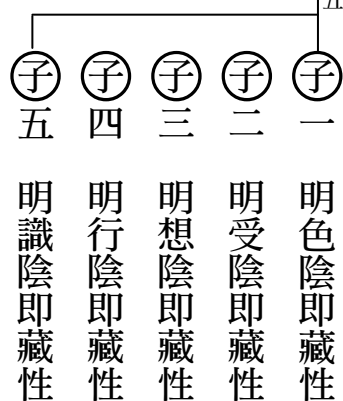 ㊀子一 明色陰即藏性
子二 明受陰即藏性
子三 明想陰即藏性
子四 明行陰即藏性
子五 明識陰即藏性